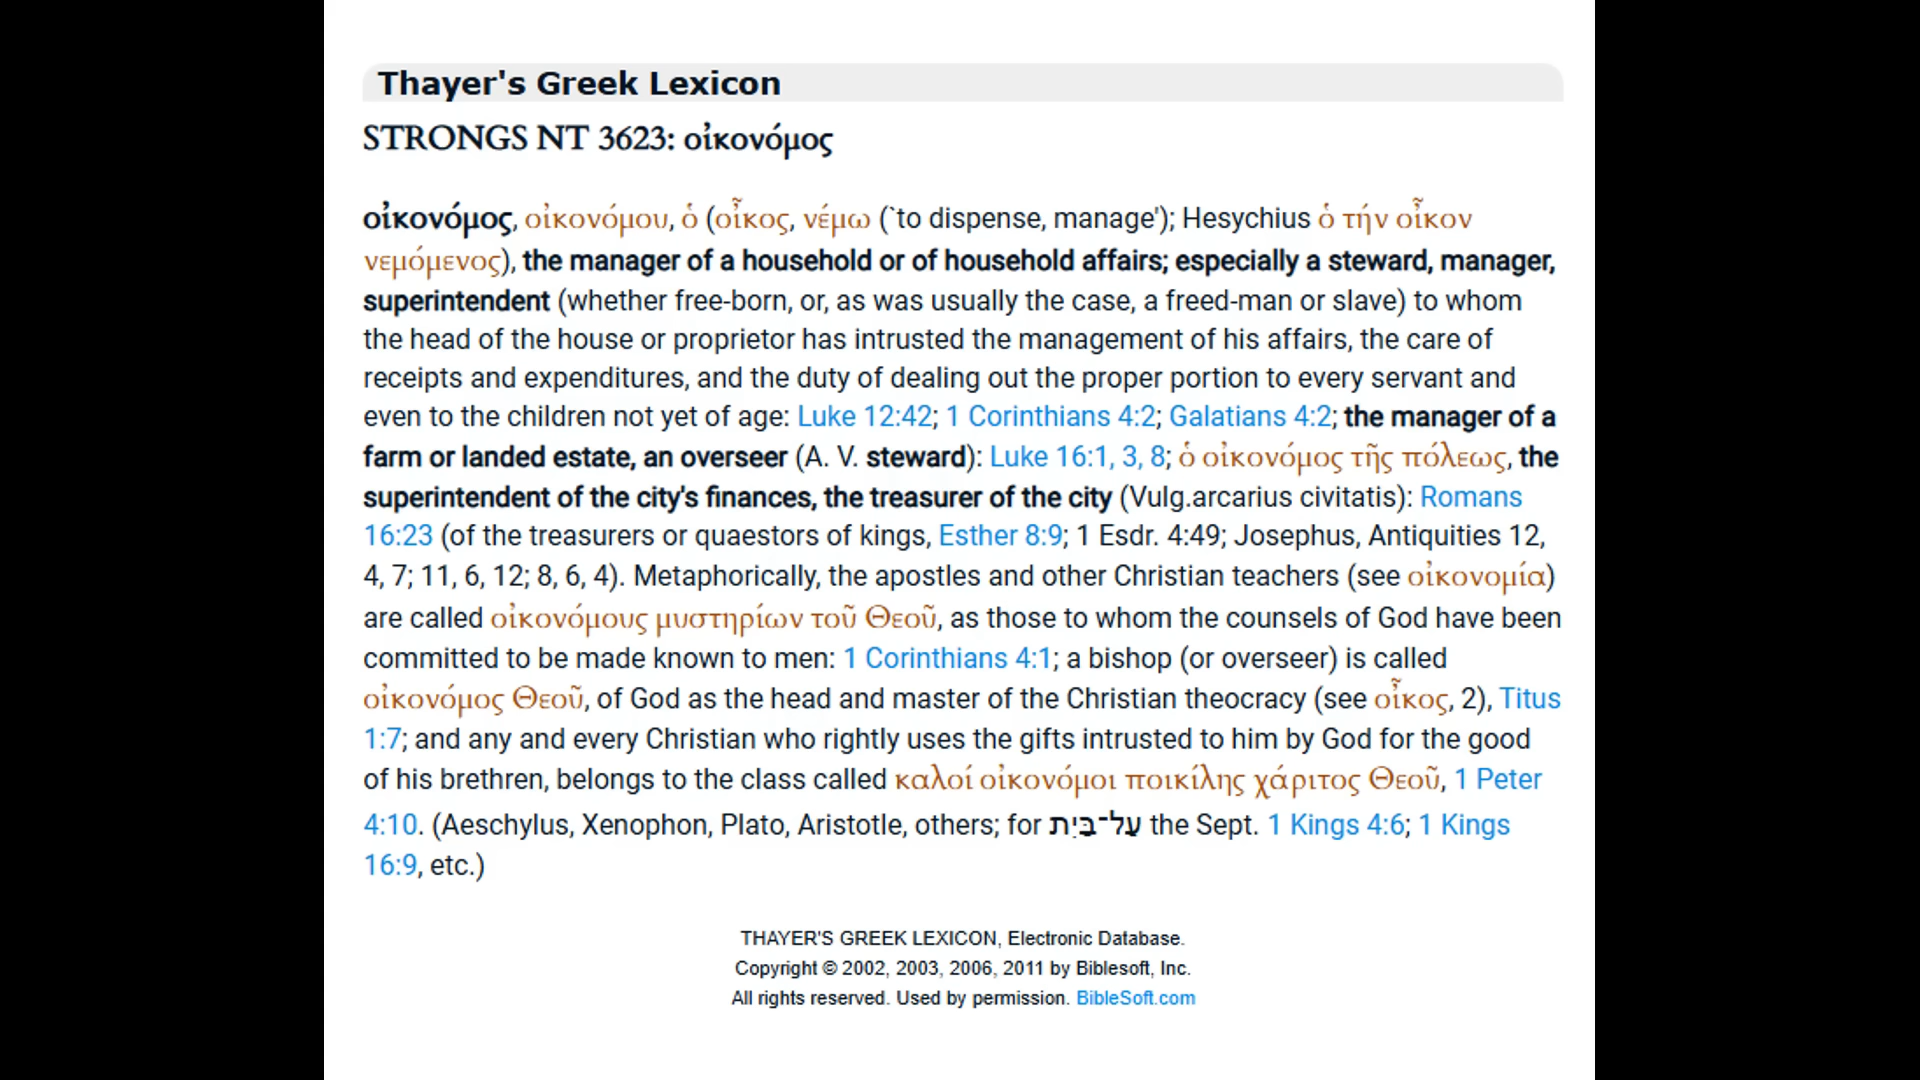 Thayer's Greek Lexicon
STRONGS NT 3623: οἰκονόμος
οἰκονόμος, οἰκονόμου, ὁ (οἶκος, νέμω (`to dispense, manage'); Hesychius ὁ τήν οἶκον
νεμόμενος), the manager of a household or of household affairs; especially a steward, manager,
superintendent (whether free-born, or, as was usually the case, a freed-man or slave) to whom
the head of the house or proprietor has intrusted the management of his affairs, the care of
receipts and expenditures, and the duty of dealing out the proper portion to every servant and
even to the children not yet of age: Luke 12:42; 1 Corinthians 4:2; Galatians 4:2; the manager of a
farm or landed estate, an overseer (A. V. steward): Luke 16:1, 3, 8; ὁ οἰκονόμος τῆς πόλεως, the
superintendent of the city's finances, the treasurer of the city (Vulg.arcarius civitatis): Romans
16:23 (of the treasurers or quaestors of kings, Esther 8:9; 1 Esdr. 4:49; Josephus, Antiquities 12,
4, 7; 11, 6, 12; 8, 6, 4). Metaphorically, the apostles and other Christian teachers (see οἰκονομία)
are called οἰκονόμους μυστηρίων τοῦ Θεοῦ, as those to whom the counsels of God have been
committed to be made known to men: 1 Corinthians 4:1; a bishop (or overseer) is called
οἰκονόμος Θεοῦ, of God as the head and master of the Christian theocracy (see οἶκος, 2), Titus
1:7; and any and every Christian who rightly uses the gifts intrusted to him by God for the good
of his brethren, belongs to the class called καλοί οἰκονόμοι ποικίλης χάριτος Θεοῦ, 1 Peter
4:10. (Aeschylus, Xenophon, Plato, Aristotle, others; for עַל־בַּיִת the Sept. 1 Kings 4:6; 1 Kings
16:9, etc.)
THAYER'S GREEK LEXICON, Electronic Database.
Copyright © 2002, 2003, 2006, 2011 by Biblesoft, Inc.
All rights reserved. Used by permission. BibleSoft.com